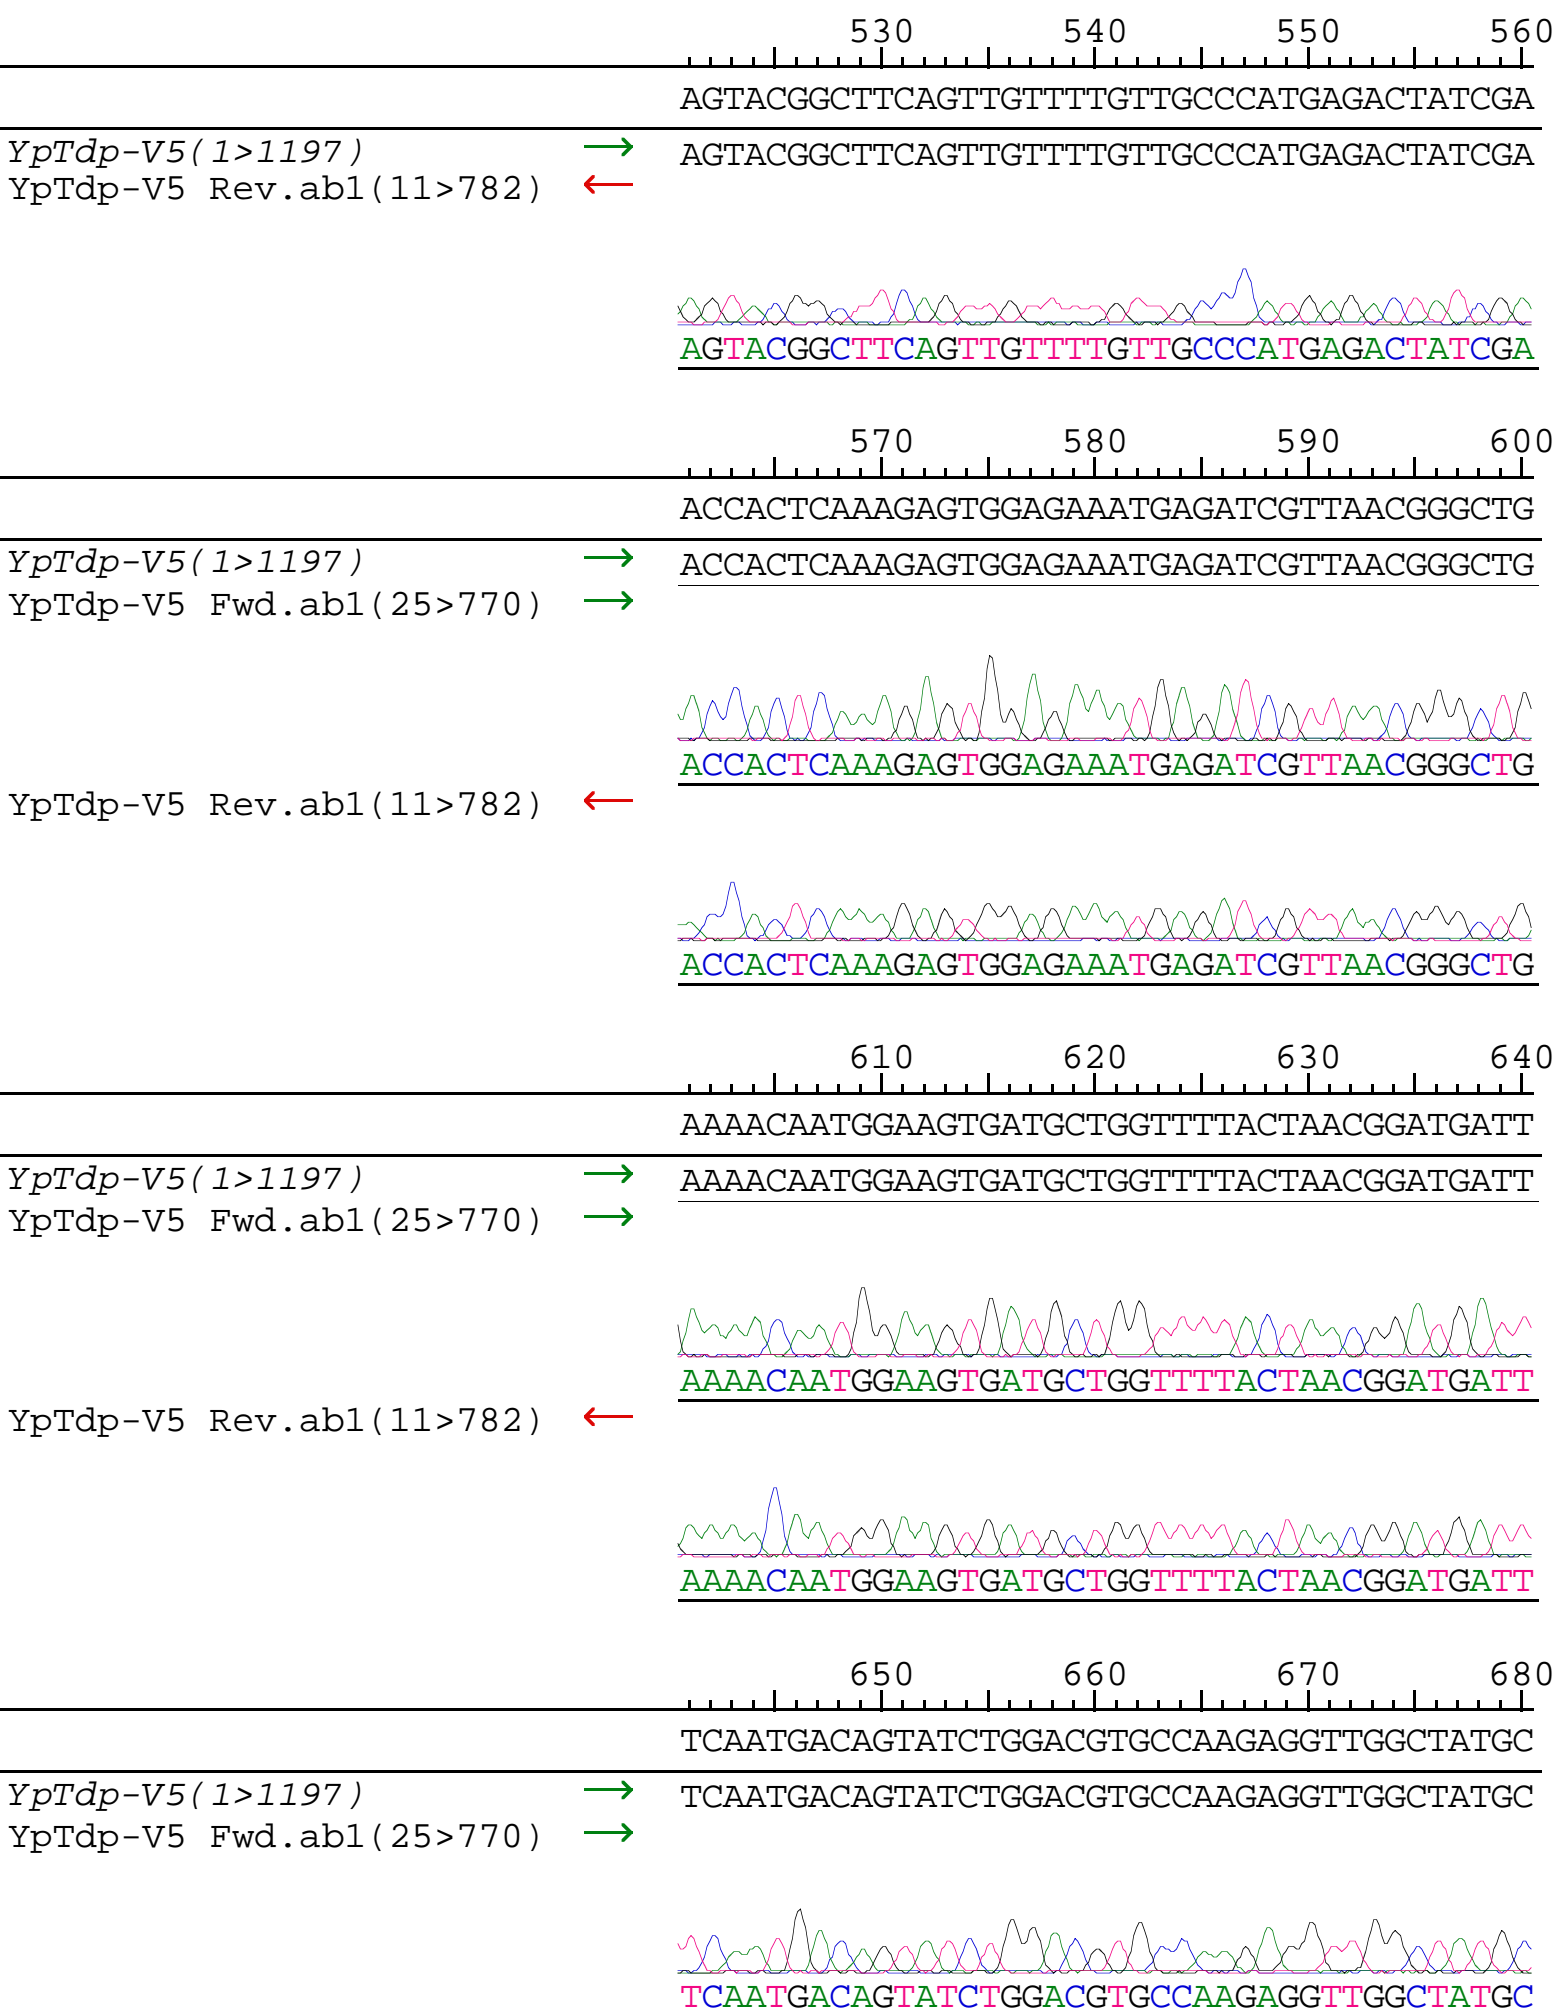 530 540 550 560
AGTACGGCTTCAGTTGTTTTGTTGCCCATGAGACTATCGA
YpTdp-V5(1>1197) → AGTACGGCTTCAGTTGTTTTGTTGCCCATGAGACTATCGA
YpTdp-V5 Rev.ab1(11>782) ←
AGTACGGCTTCAGTTGTTTTGTTGCCCATGAGACTATCGA
570 580 590 600
ACCACTCAAAGAGTGGAGAAATGAGATCGTTAACGGGCTG
YpTdp-V5(1>1197) → ACCACTCAAAGAGTGGAGAAATGAGATCGTTAACGGGCTG
YpTdp-V5 Fwd.ab1(25>770) →
ACCACTCAAAGAGTGGAGAAATGAGATCGTTAACGGGCTG
YpTdp-V5 Rev.ab1(11>782) ←
ACCACTCAAAGAGTGGAGAAATGAGATCGTTAACGGGCTG
610 620 630 640
AAAACAATGGAAGTGATGCTGGTTTTACTAACGGATGATT
YpTdp-V5(1>1197) → AAAACAATGGAAGTGATGCTGGTTTTACTAACGGATGATT
YpTdp-V5 Fwd.ab1(25>770) →
AAAACAATGGAAGTGATGCTGGTTTTACTAACGGATGATT
YpTdp-V5 Rev.ab1(11>782) ←
AAAACAATGGAAGTGATGCTGGTTTTACTAACGGATGATT
650 660 670 680
TCAATGACAGTATCTGGACGTGCCAAGAGGTTGGCTATGC
YpTdp-V5(1>1197) → TCAATGACAGTATCTGGACGTGCCAAGAGGTTGGCTATGC
YpTdp-V5 Fwd.ab1(25>770) →
TCAATGACAGTATCTGGACGTGCCAAGAGGTTGGCTATGC